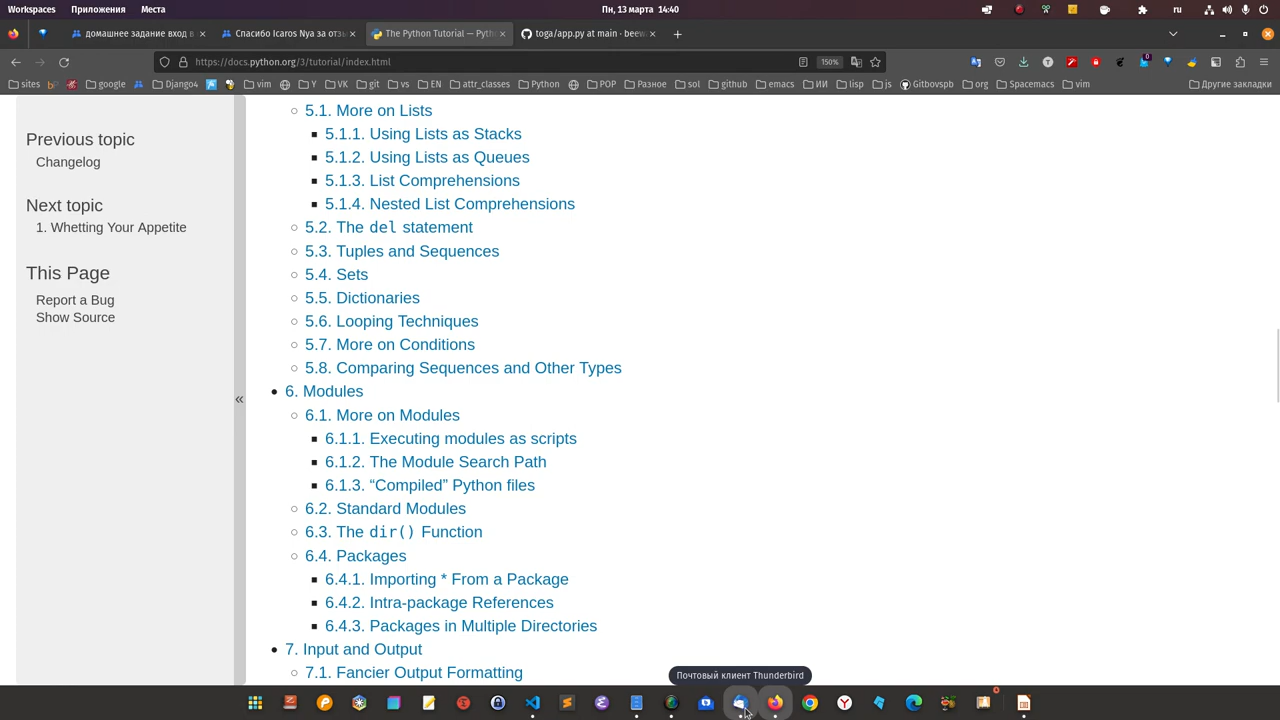 Workspaces Приложения Места Пн, 13 марта 14:40 ru
домашнее задание вход в Спасибо Icaros Nya за отзы The Python Tutorial — Pyth toga/app.py at main · beew
https://docs.python.org/3/tutorial/index.html 150%
sites google Django4 Y VK git vs EN attr_classes Python POP Разное sol github emacs ИИ lisp js Gitbovspb org Spacemacs vim Другие закладки
Previous topic
Changelog
Next topic
1. Whetting Your Appetite
This Page
Report a Bug
Show Source
«
5.1. More on Lists
5.1.1. Using Lists as Stacks
5.1.2. Using Lists as Queues
5.1.3. List Comprehensions
5.1.4. Nested List Comprehensions
5.2. The del statement
5.3. Tuples and Sequences
5.4. Sets
5.5. Dictionaries
5.6. Looping Techniques
5.7. More on Conditions
5.8. Comparing Sequences and Other Types
6. Modules
6.1. More on Modules
6.1.1. Executing modules as scripts
6.1.2. The Module Search Path
6.1.3. “Compiled” Python files
6.2. Standard Modules
6.3. The dir() Function
6.4. Packages
6.4.1. Importing * From a Package
6.4.2. Intra-package References
6.4.3. Packages in Multiple Directories
7. Input and Output
7.1. Fancier Output Formatting
Почтовый клиент Thunderbird